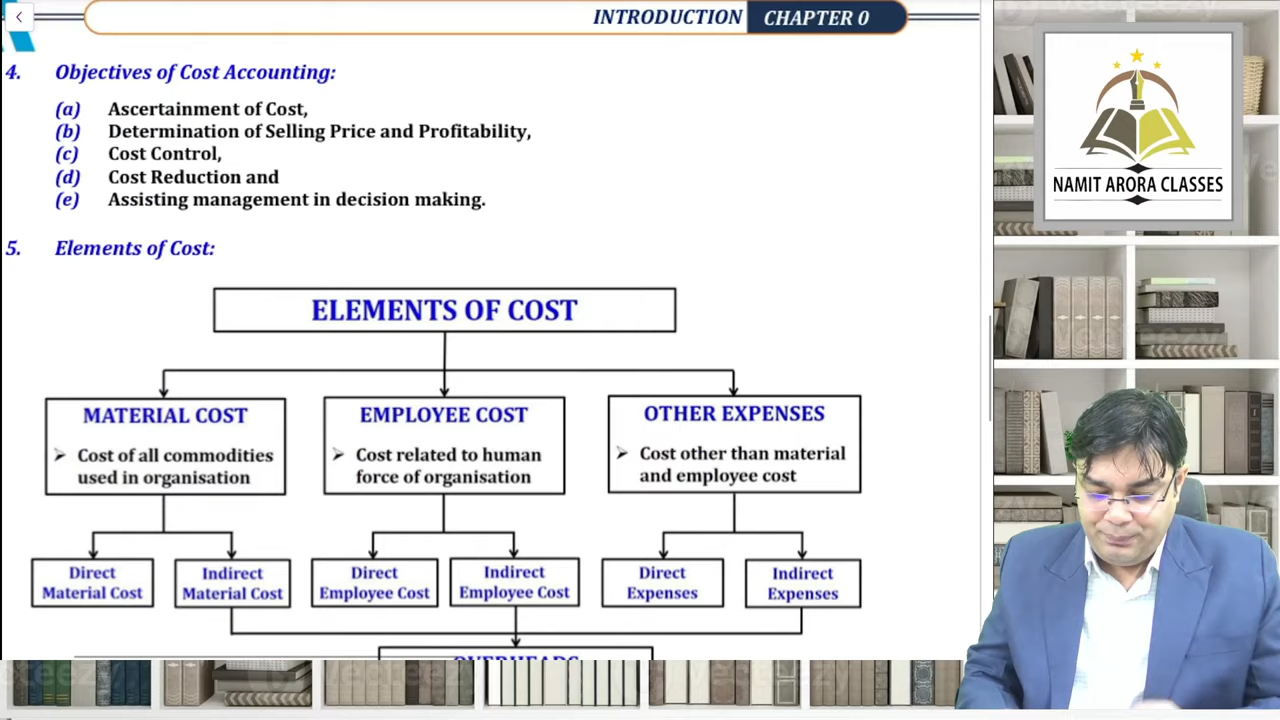 INTRODUCTION CHAPTER 0
4. Objectives of Cost Accounting:
(a) Ascertainment of Cost,
(b) Determination of Selling Price and Profitability,
(c) Cost Control,
(d) Cost Reduction and
(e) Assisting management in decision making.
5. Elements of Cost:
ELEMENTS OF COST
MATERIAL COST
➢ Cost of all commodities
used in organisation
EMPLOYEE COST
➢ Cost related to human
force of organisation
OTHER EXPENSES
➢ Cost other than material
and employee cost
Direct
Material Cost
Indirect
Material Cost
Direct
Employee Cost
Indirect
Employee Cost
Direct
Expenses
Indirect
Expenses
OVERHEADS
NAMIT ARORA CLASSES